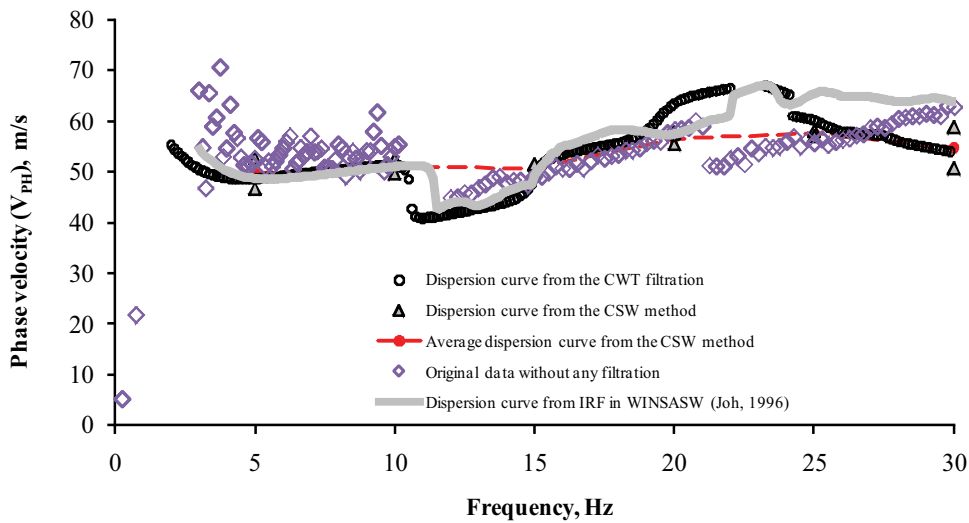 80
70
60
50
40
30
20
10
0
Phase velocity (V_PH), m/s
Dispersion curve from the CWT filtration
Dispersion curve from the CSW method
Average dispersion curve from the CSW method
Original data without any filtration
Dispersion curve from IRF in WINSASW (Joh, 1996)
0 5 10 15 20 25 30
Frequency, Hz